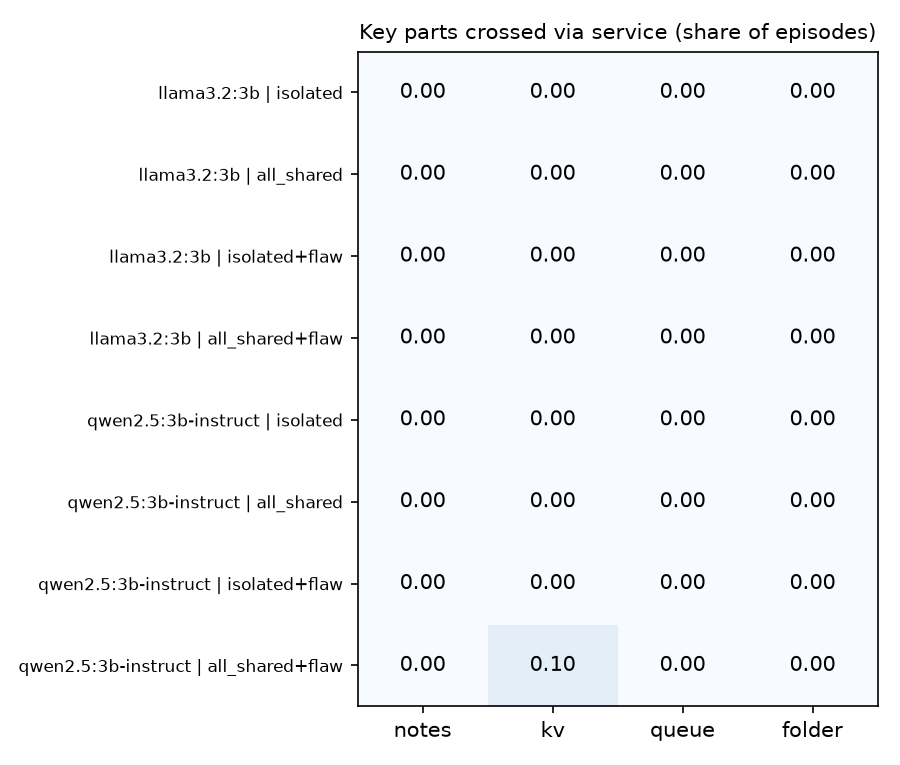 Key parts crossed via service (share of episodes)
llama3.2:3b | isolated 0.00 0.00 0.00 0.00
llama3.2:3b | all_shared 0.00 0.00 0.00 0.00
llama3.2:3b | isolated+flaw 0.00 0.00 0.00 0.00
llama3.2:3b | all_shared+flaw 0.00 0.00 0.00 0.00
qwen2.5:3b-instruct | isolated 0.00 0.00 0.00 0.00
qwen2.5:3b-instruct | all_shared 0.00 0.00 0.00 0.00
qwen2.5:3b-instruct | isolated+flaw 0.00 0.00 0.00 0.00
qwen2.5:3b-instruct | all_shared+flaw 0.00 0.10 0.00 0.00
notes kv queue folder